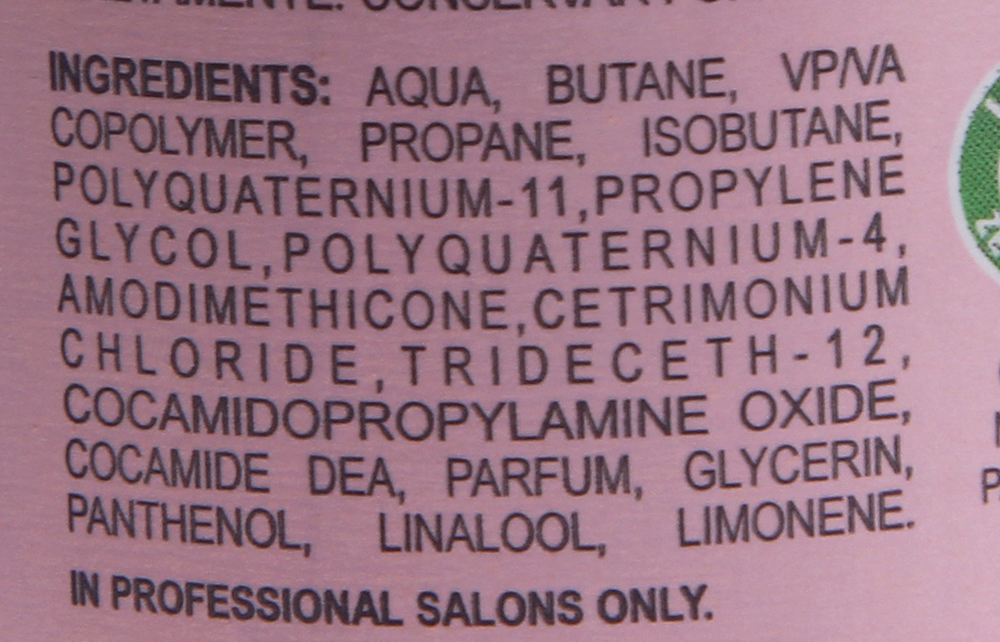 INGREDIENTS: AQUA, BUTANE, VP/VA
COPOLYMER, PROPANE, ISOBUTANE,
POLYQUATERNIUM-11,PROPYLENE
GLYCOL,POLYQUATERNIUM-4,
AMODIMETHICONE,CETRIMONIUM
CHLORIDE,TRIDECETH-12,
COCAMIDOPROPYLAMINE OXIDE,
COCAMIDE DEA, PARFUM, GLYCERIN,
PANTHENOL, LINALOOL, LIMONENE.
IN PROFESSIONAL SALONS ONLY.